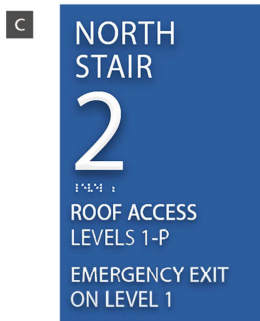 C
NORTH
STAIR
2
ROOF ACCESS
LEVELS 1-P
EMERGENCY EXIT
ON LEVEL 1